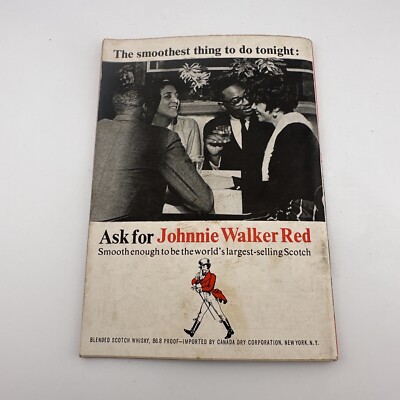 The smoothest thing to do tonight:
Ask for Johnnie Walker Red
Smooth enough to be the world's largest-selling Scotch
BLENDED SCOTCH WHISKY, 86.8 PROOF—IMPORTED BY CANADA DRY CORPORATION, NEW YORK, N.Y.